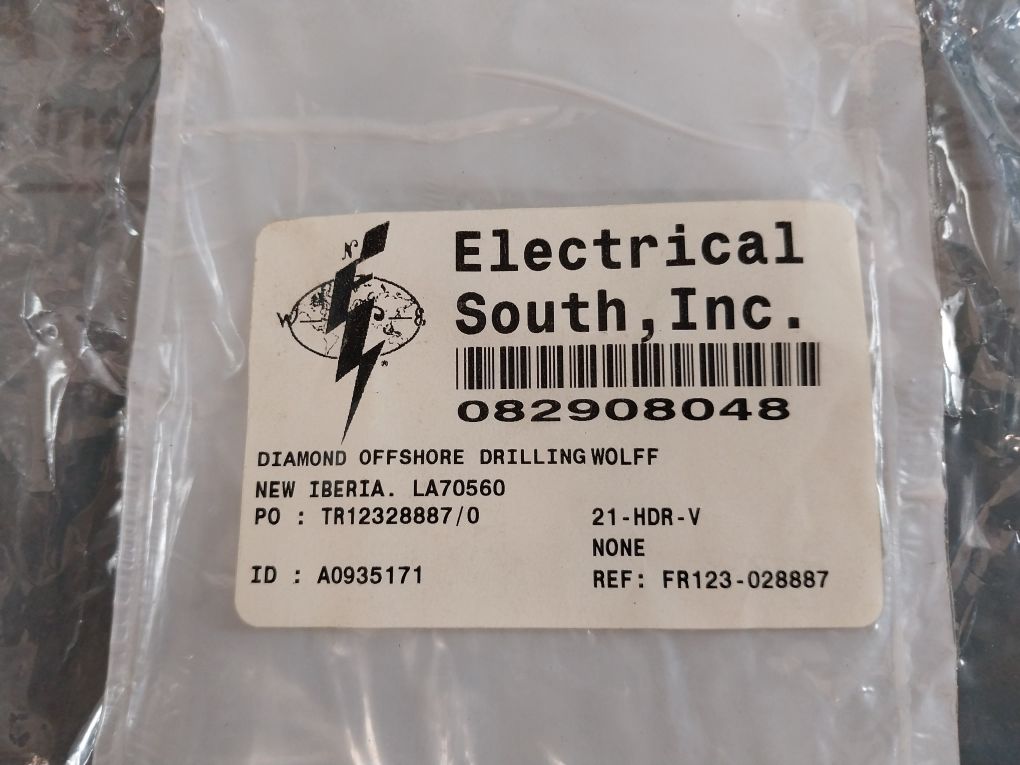 N
W
S
Electrical
South, Inc.
082908048
DIAMOND OFFSHORE DRILLING WOLFF
NEW IBERIA. LA70560
PO : TR12328887/0
21-HDR-V
NONE
ID : A0935171
REF: FR123-028887